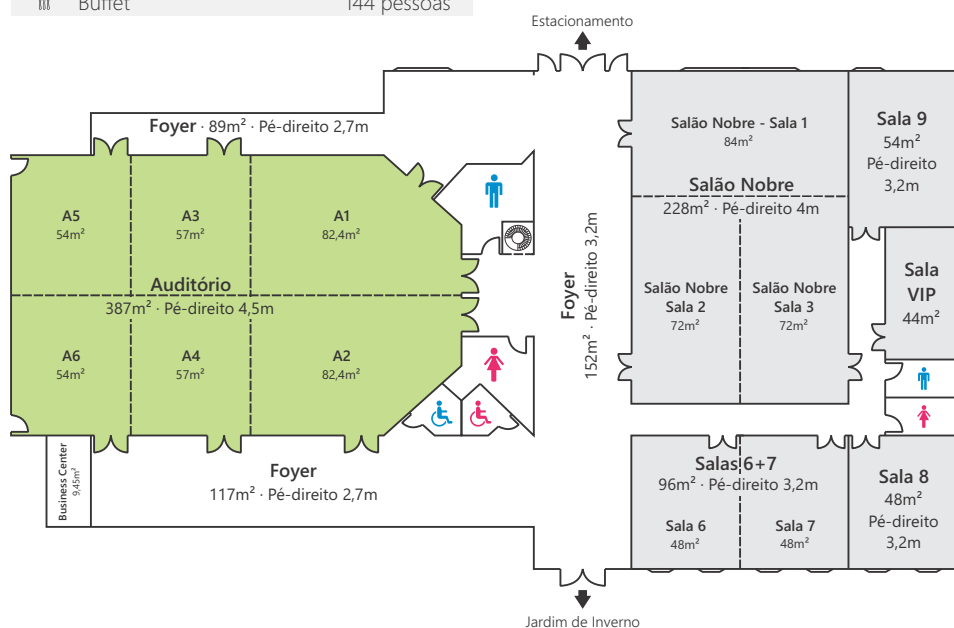 Buffet 144 pessoas
Estacionamento
Foyer · 89m² · Pé-direito 2,7m
Salão Nobre - Sala 1
84m²
Sala 9
54m²
Pé-direito
3,2m
Salão Nobre
228m² · Pé-direito 4m
A5
54m²
A3
57m²
A1
82,4m²
Foyer
152m² · Pé-direito 3,2m
Auditório
387m² · Pé-direito 4,5m
Salão Nobre
Sala 2
72m²
Salão Nobre
Sala 3
72m²
Sala
VIP
44m²
A6
54m²
A4
57m²
A2
82,4m²
Business Center
9,45m²
Foyer
117m² · Pé-direito 2,7m
Salas 6+7
96m² · Pé-direito 3,2m
Sala 6
48m²
Sala 7
48m²
Sala 8
48m²
Pé-direito
3,2m
Jardim de Inverno